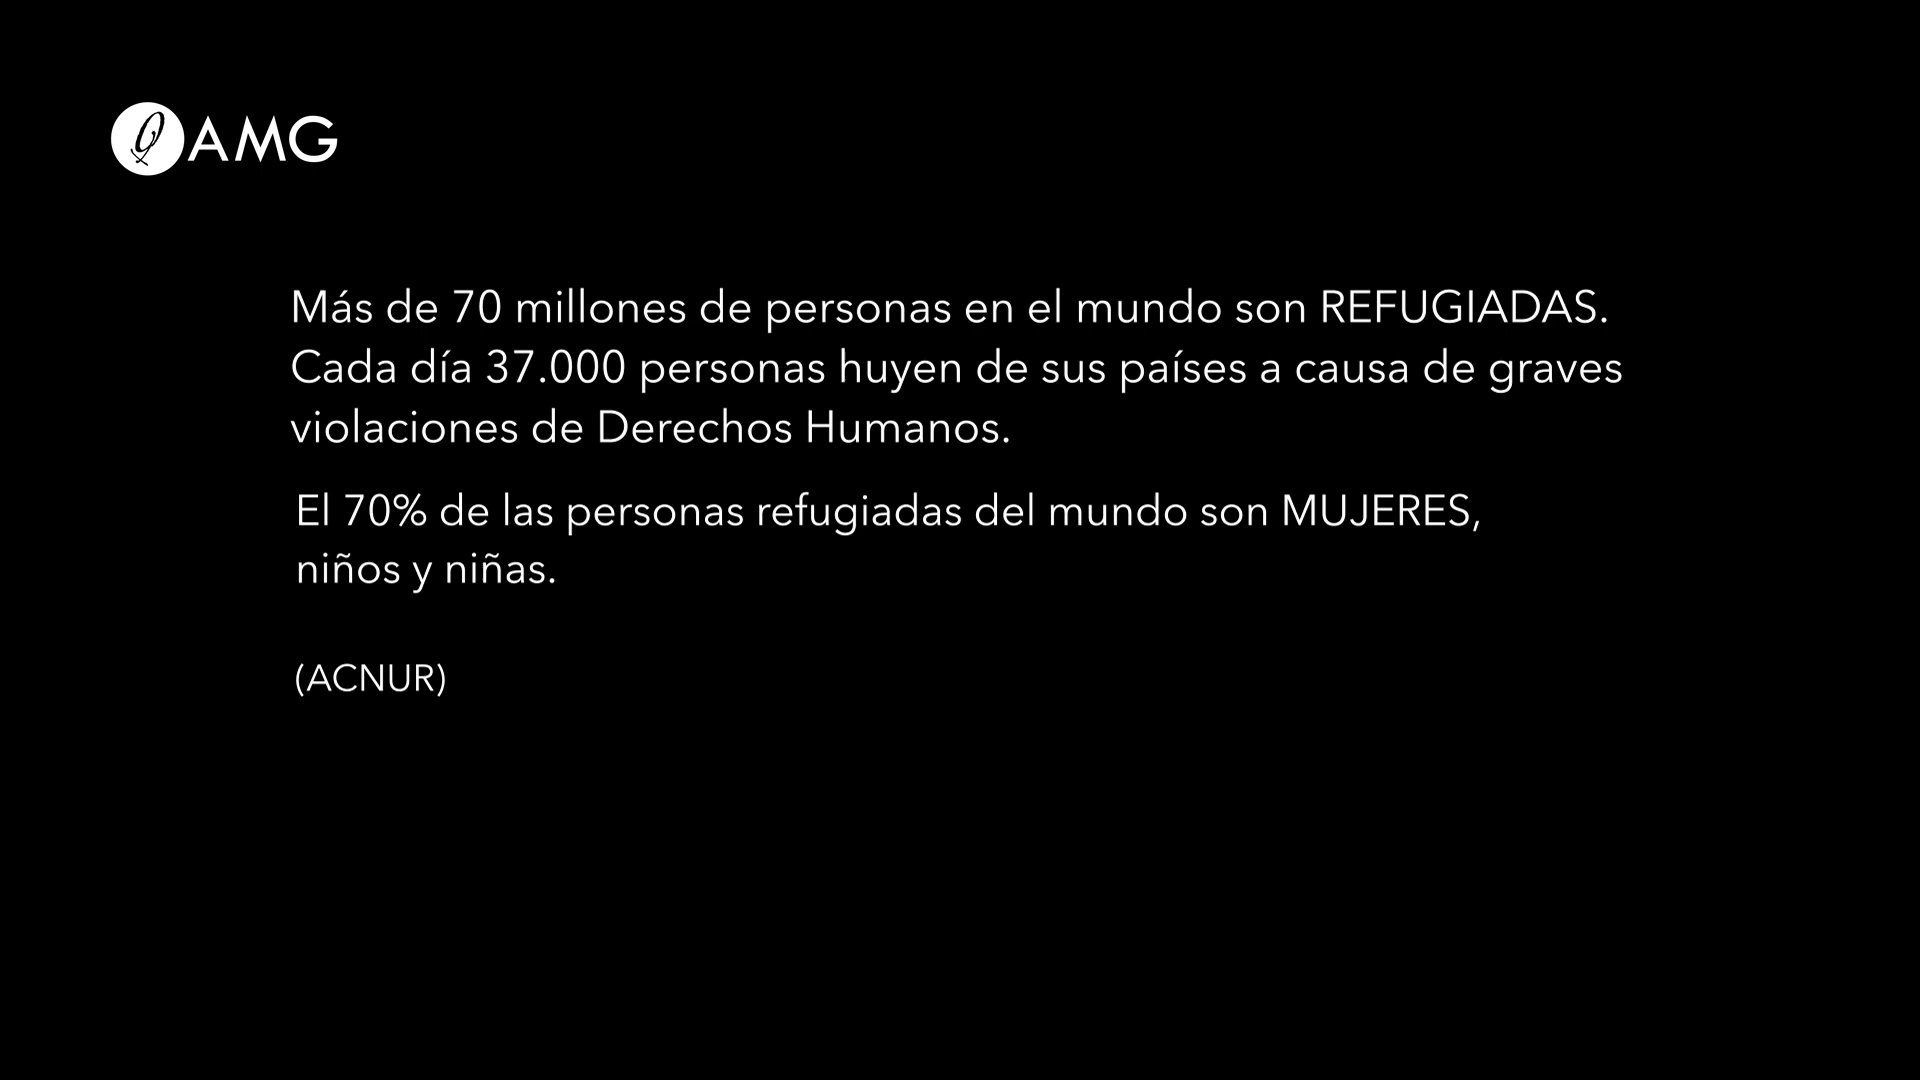 Q AMG
Más de 70 millones de personas en el mundo son REFUGIADAS.
Cada día 37.000 personas huyen de sus países a causa de graves
violaciones de Derechos Humanos.
El 70% de las personas refugiadas del mundo son MUJERES,
niños y niñas.
(ACNUR)